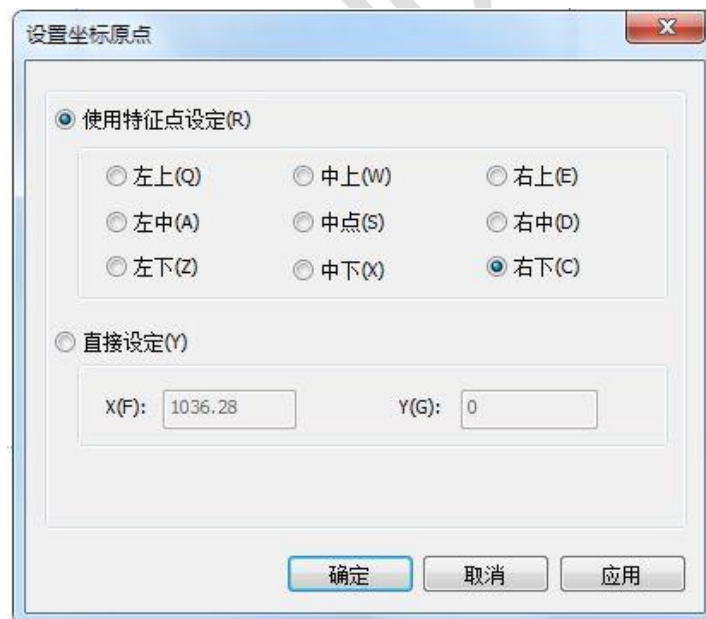 设置坐标原点
使用特征点设定(R)
左上(Q) 中上(W) 右上(E)
左中(A) 中点(S) 右中(D)
左下(Z) 中下(X) 右下(C)
直接设定(Y)
X(F): 1036.28 Y(G): 0
确定 取消 应用